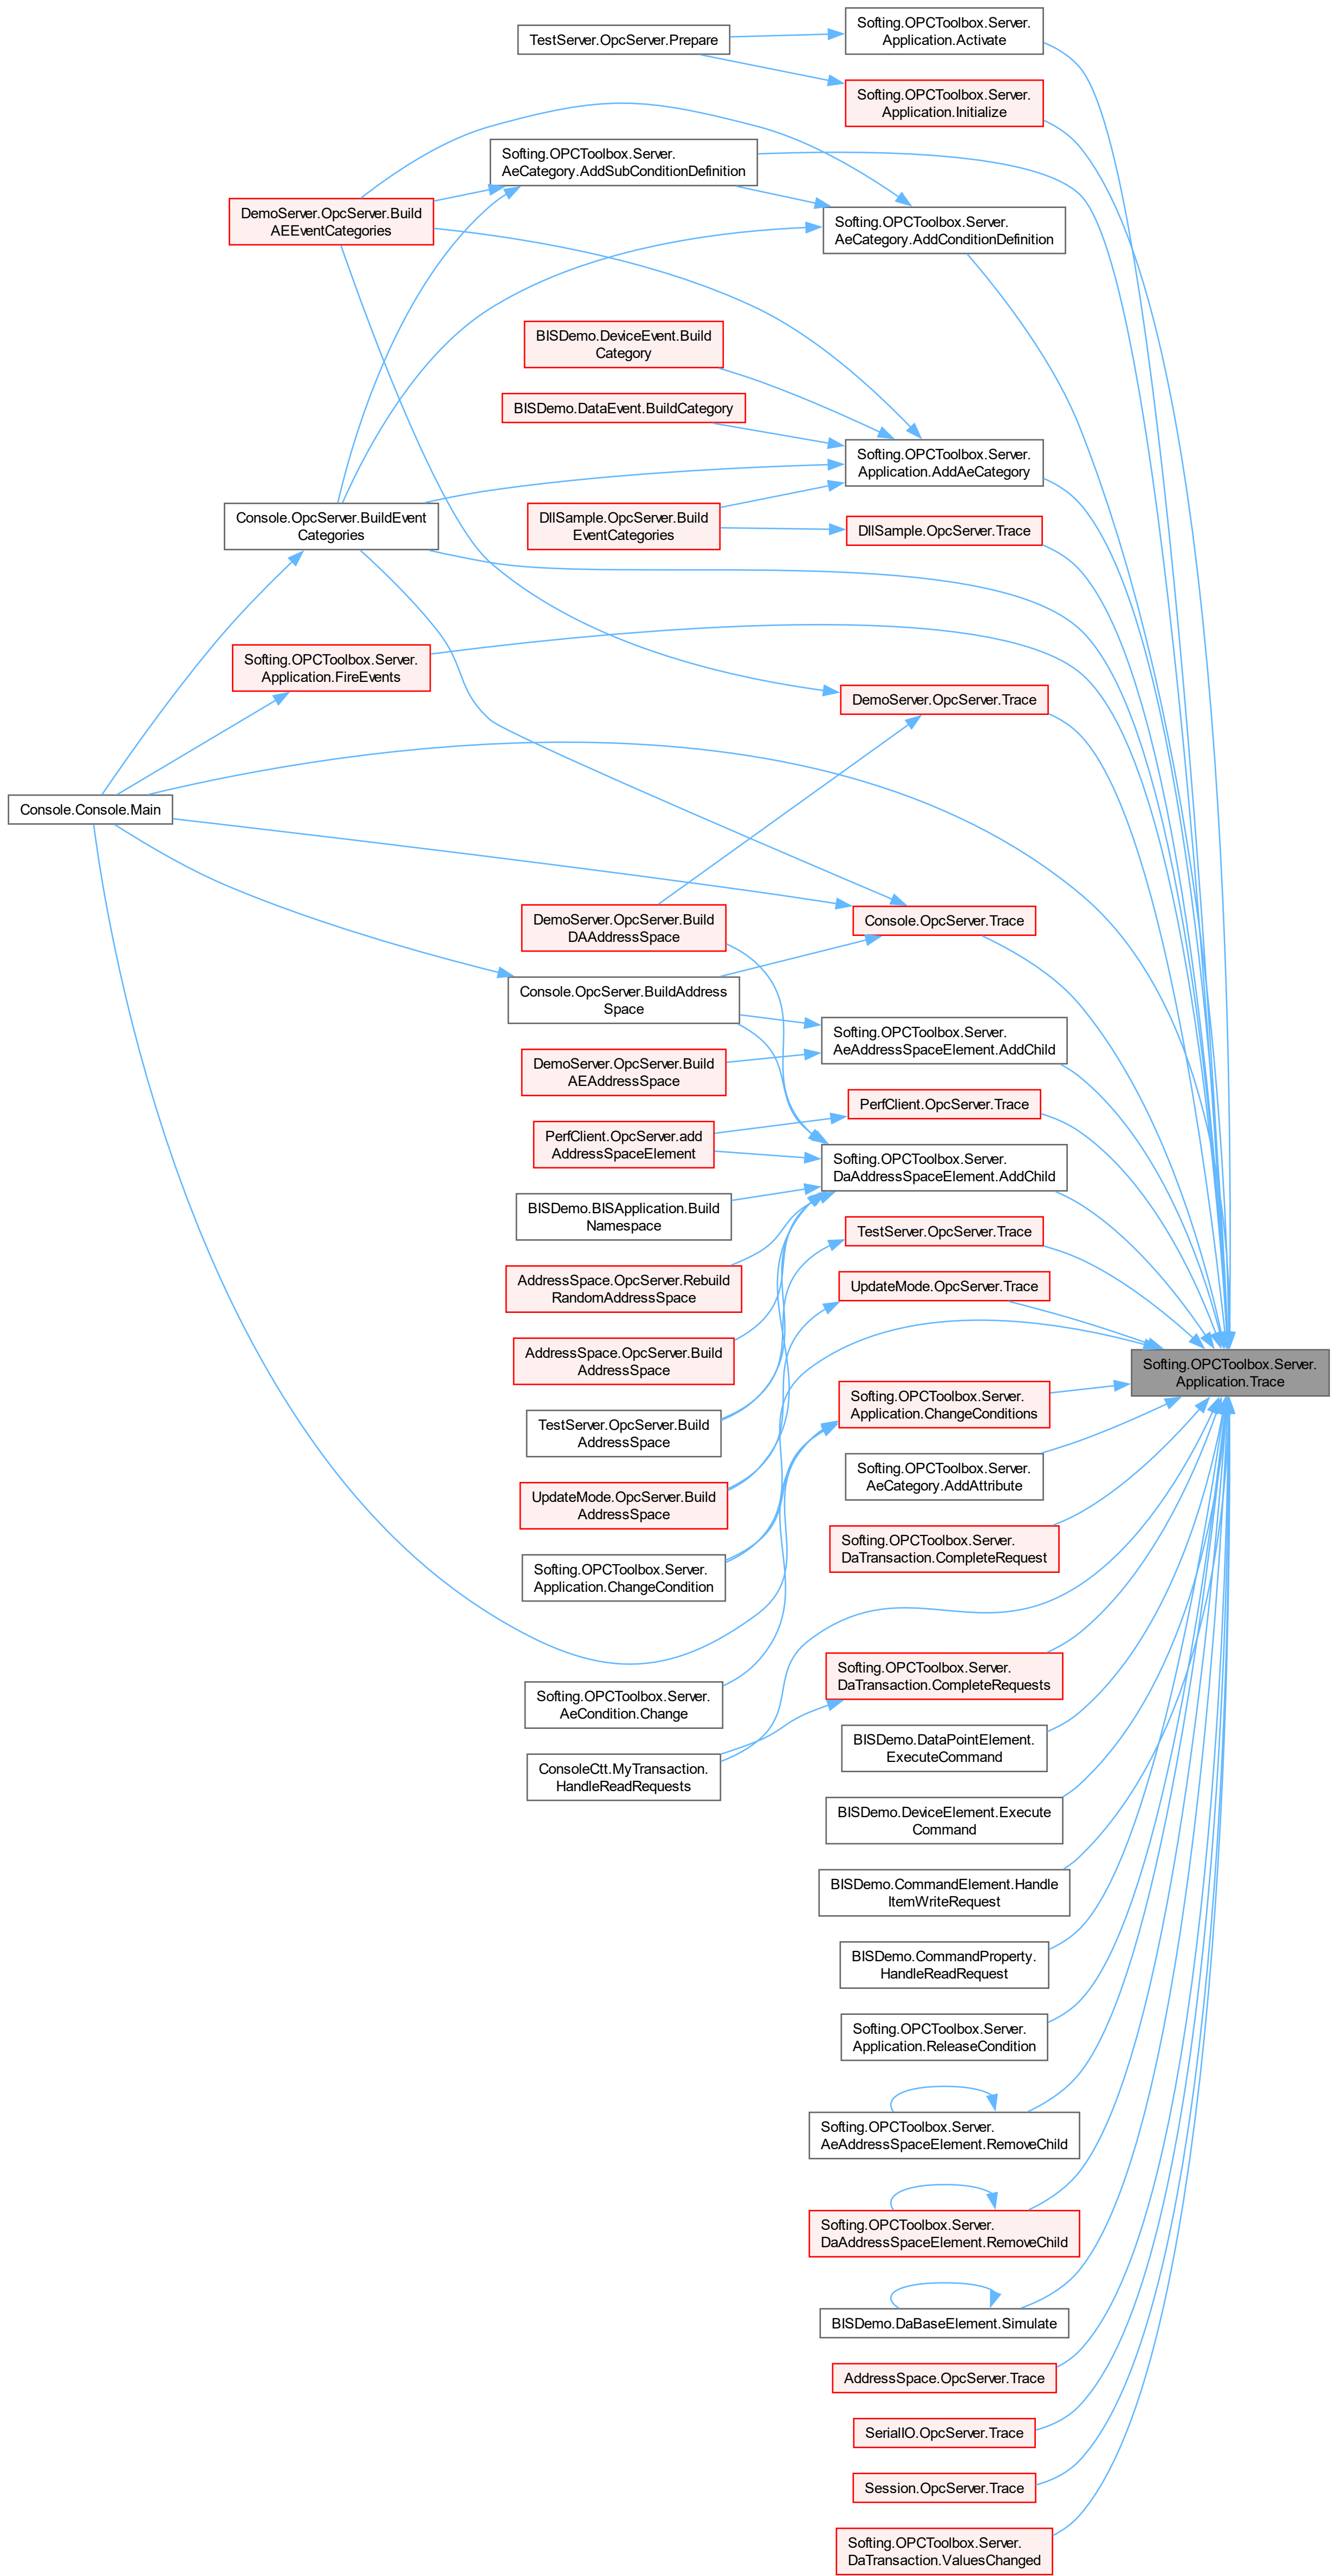 Softing.OPCToolbox.Server.
Application.Activate
TestServer.OpcServer.Prepare
Softing.OPCToolbox.Server.
Application.Initialize
Softing.OPCToolbox.Server.
AeCategory.AddSubConditionDefinition
DemoServer.OpcServer.Build
AEEventCategories
Softing.OPCToolbox.Server.
AeCategory.AddConditionDefinition
BISDemo.DeviceEvent.Build
Category
BISDemo.DataEvent.BuildCategory
Softing.OPCToolbox.Server.
Application.AddAeCategory
Console.OpcServer.BuildEvent
Categories
DllSample.OpcServer.Build
EventCategories
DllSample.OpcServer.Trace
Softing.OPCToolbox.Server.
Application.FireEvents
DemoServer.OpcServer.Trace
Console.Console.Main
DemoServer.OpcServer.Build
DAAddressSpace
Console.OpcServer.Trace
Console.OpcServer.BuildAddress
Space
Softing.OPCToolbox.Server.
AeAddressSpaceElement.AddChild
DemoServer.OpcServer.Build
AEAddressSpace
PerfClient.OpcServer.Trace
PerfClient.OpcServer.add
AddressSpaceElement
Softing.OPCToolbox.Server.
DaAddressSpaceElement.AddChild
BISDemo.BISApplication.Build
Namespace
TestServer.OpcServer.Trace
AddressSpace.OpcServer.Rebuild
RandomAddressSpace
UpdateMode.OpcServer.Trace
AddressSpace.OpcServer.Build
AddressSpace
Softing.OPCToolbox.Server.
Application.Trace
Softing.OPCToolbox.Server.
Application.ChangeConditions
TestServer.OpcServer.Build
AddressSpace
Softing.OPCToolbox.Server.
AeCategory.AddAttribute
UpdateMode.OpcServer.Build
AddressSpace
Softing.OPCToolbox.Server.
DaTransaction.CompleteRequest
Softing.OPCToolbox.Server.
Application.ChangeCondition
Softing.OPCToolbox.Server.
DaTransaction.CompleteRequests
Softing.OPCToolbox.Server.
AeCondition.Change
BISDemo.DataPointElement.
ExecuteCommand
ConsoleCtt.MyTransaction.
HandleReadRequests
BISDemo.DeviceElement.Execute
Command
BISDemo.CommandElement.Handle
ItemWriteRequest
BISDemo.CommandProperty.
HandleReadRequest
Softing.OPCToolbox.Server.
Application.ReleaseCondition
Softing.OPCToolbox.Server.
AeAddressSpaceElement.RemoveChild
Softing.OPCToolbox.Server.
DaAddressSpaceElement.RemoveChild
BISDemo.DaBaseElement.Simulate
AddressSpace.OpcServer.Trace
SerialIO.OpcServer.Trace
Session.OpcServer.Trace
Softing.OPCToolbox.Server.
DaTransaction.ValuesChanged